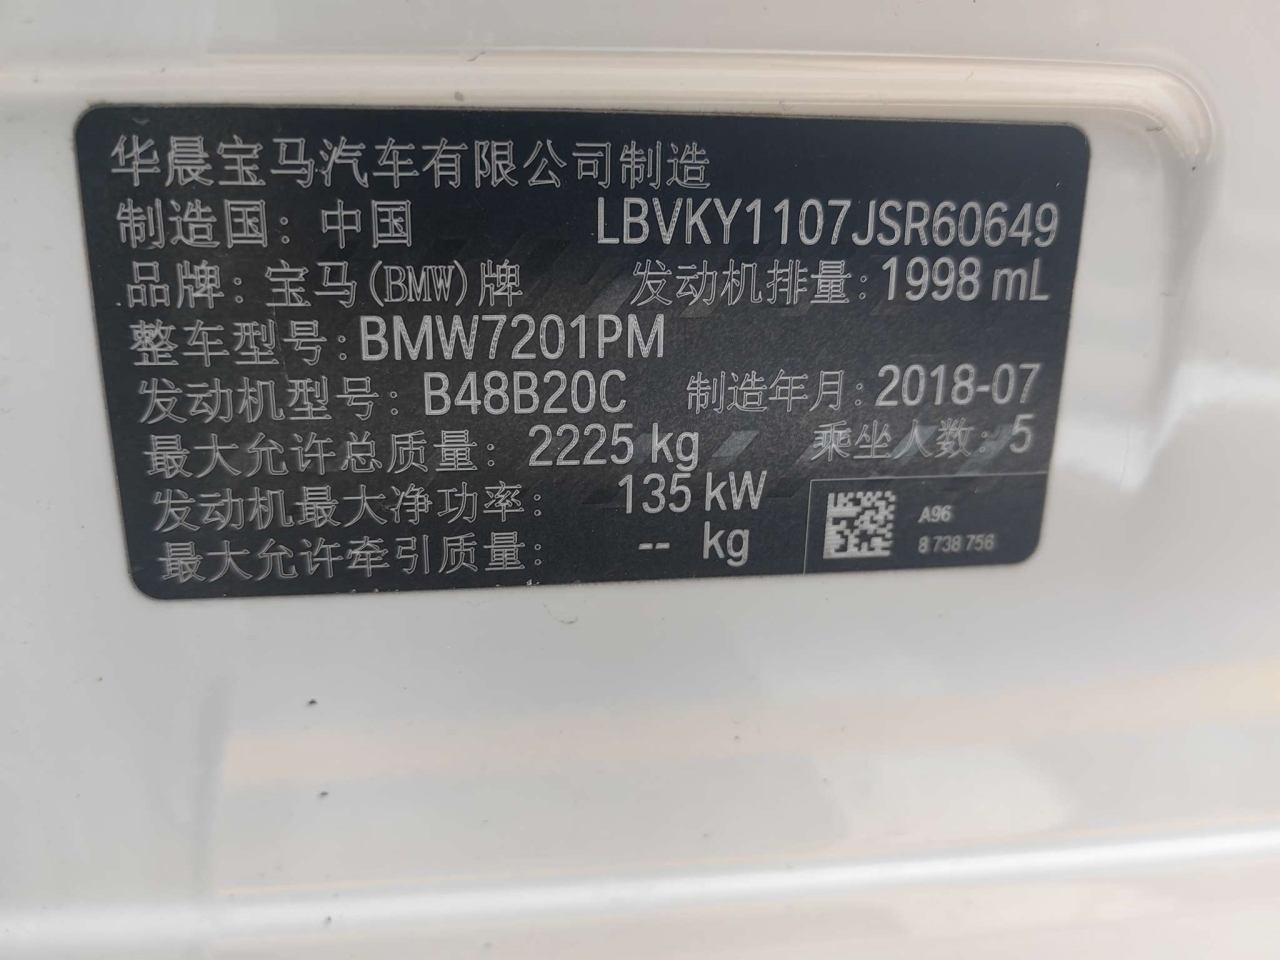 华晨宝马汽车有限公司制造
制造国: 中国 LBVKY1107JSR60649
品牌: 宝马(BMW)牌 发动机排量: 1998 mL
整车型号: BMW7201PM
发动机型号: B48B20C 制造年月: 2018-07
最大允许总质量: 2225 kg 乘坐人数: 5
发动机最大净功率: 135 kW
最大允许牵引质量: -- kg
A96
8 738 756